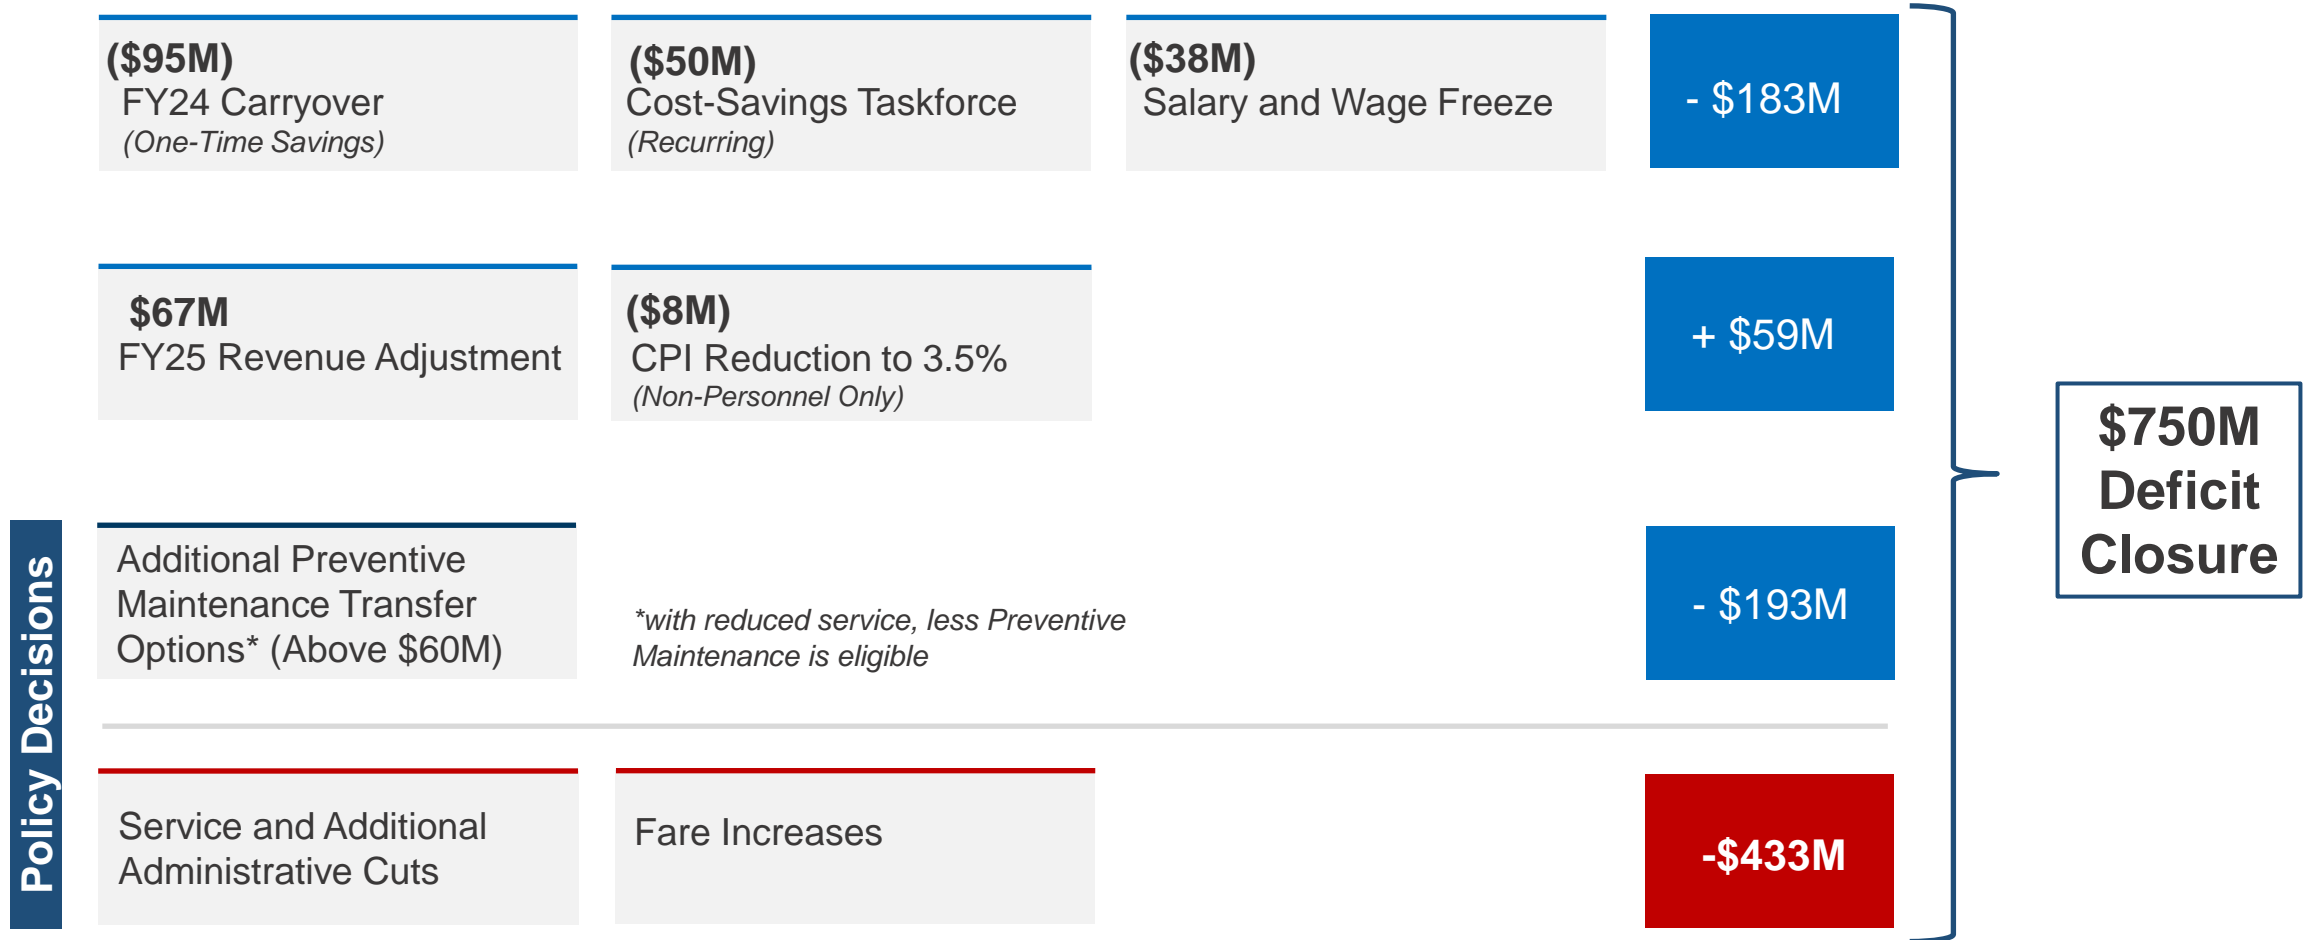 ($95M)
FY24 Carryover
(One-Time Savings)
($50M)
Cost-Savings Taskforce
(Recurring)
($38M)
Salary and Wage Freeze
- $183M
$67M
FY25 Revenue Adjustment
($8M)
CPI Reduction to 3.5%
(Non-Personnel Only)
+ $59M
$750M
Deficit
Closure
Policy Decisions
Additional Preventive
Maintenance Transfer
Options* (Above $60M)
*with reduced service, less Preventive
Maintenance is eligible
- $193M
Service and Additional
Administrative Cuts
Fare Increases
-$433M